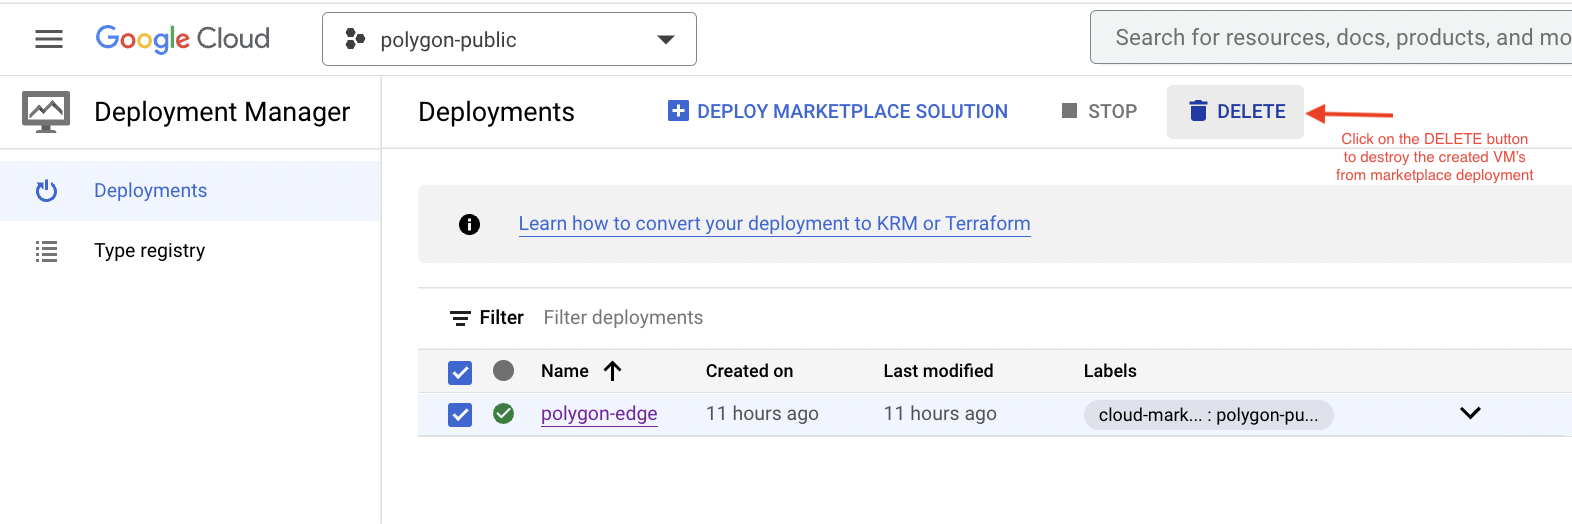 Google Cloud
polygon-public
Search for resources, docs, products, and mo
Deployment Manager
Deployments
DEPLOY MARKETPLACE SOLUTION
STOP
DELETE
Click on the DELETE button
to destroy the created VM's
from marketplace deployment
Deployments
Type registry
Learn how to convert your deployment to KRM or Terraform
Filter Filter deployments
Name Created on Last modified Labels
polygon-edge 11 hours ago 11 hours ago cloud-mark... : polygon-pu...